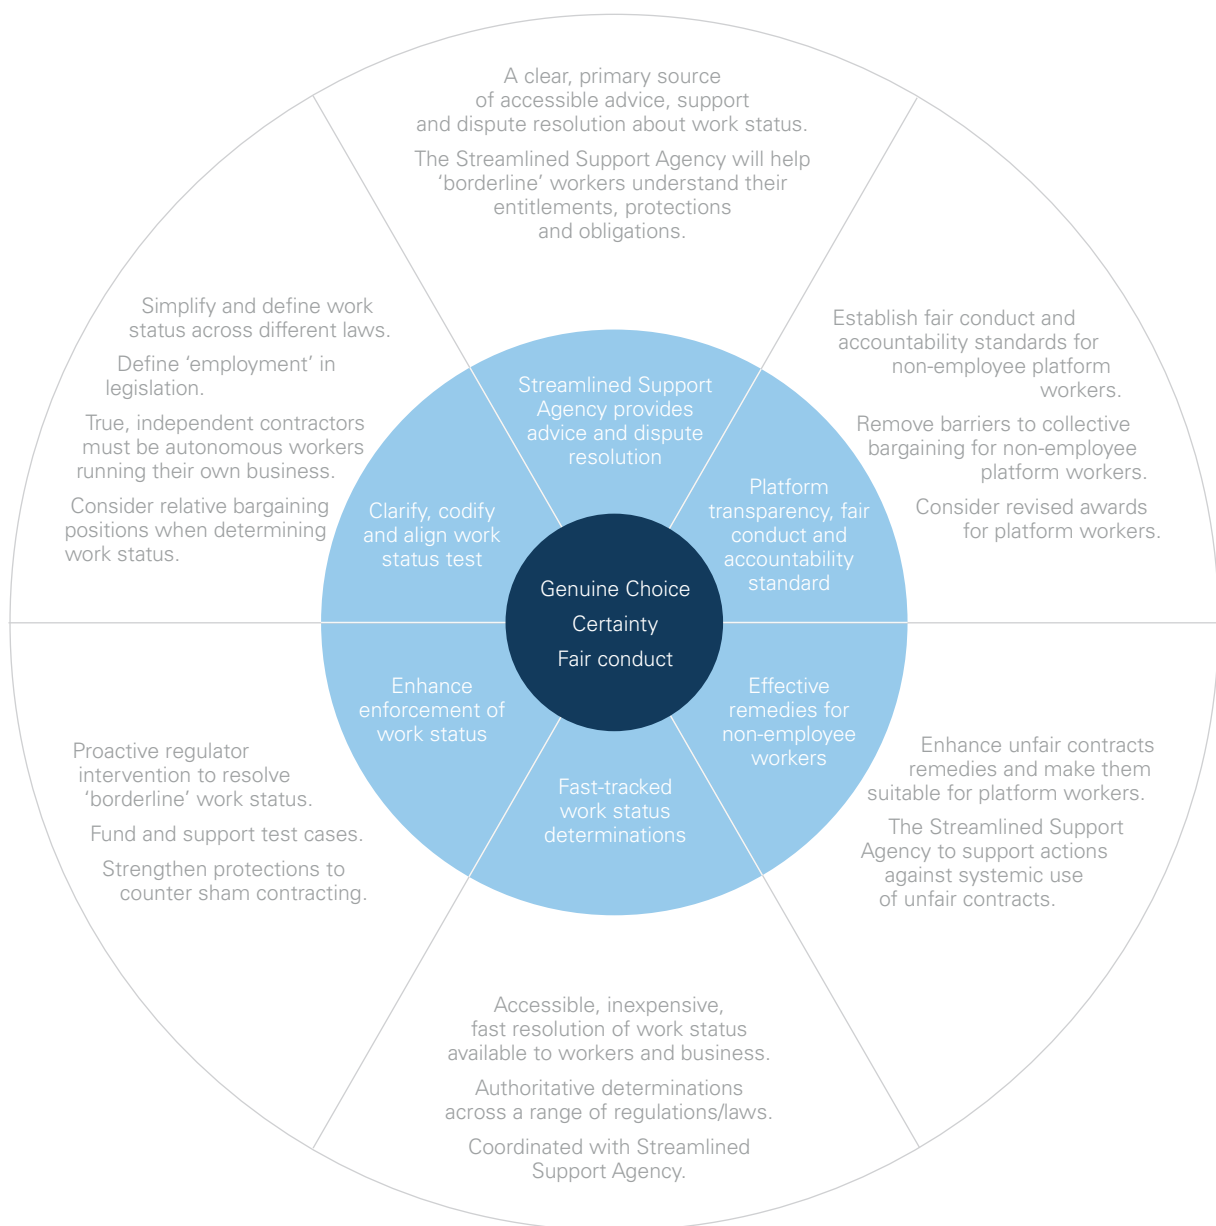 A clear, primary source
of accessible advice, support
and dispute resolution about work status.
The Streamlined Support Agency will help
‘borderline’ workers understand their
entitlements, protections
and obligations.
Simplify and define work
status across different laws.
Define ‘employment’ in
legislation.
True, independent contractors
must be autonomous workers
running their own business.
Consider relative bargaining
positions when determining
work status.
Establish fair conduct and
accountability standards for
non-employee platform
workers.
Remove barriers to collective
bargaining for non-employee
platform workers.
Consider revised awards
for platform workers.
Streamlined Support
Agency provides
advice and dispute
resolution
Clarify, codify
and align work
status test
Platform
transparency, fair
conduct and
accountability
standard
Genuine Choice
Certainty
Fair conduct
Enhance
enforcement of
work status
Effective
remedies for
non-employee
workers
Fast-tracked
work status
determinations
Proactive regulator
intervention to resolve
‘borderline’ work status.
Fund and support test cases.
Strengthen protections to
counter sham contracting.
Enhance unfair contracts
remedies and make them
suitable for platform workers.
The Streamlined Support
Agency to support actions
against systemic use
of unfair contracts.
Accessible, inexpensive,
fast resolution of work status
available to workers and business.
Authoritative determinations
across a range of regulations/laws.
Coordinated with Streamlined
Support Agency.